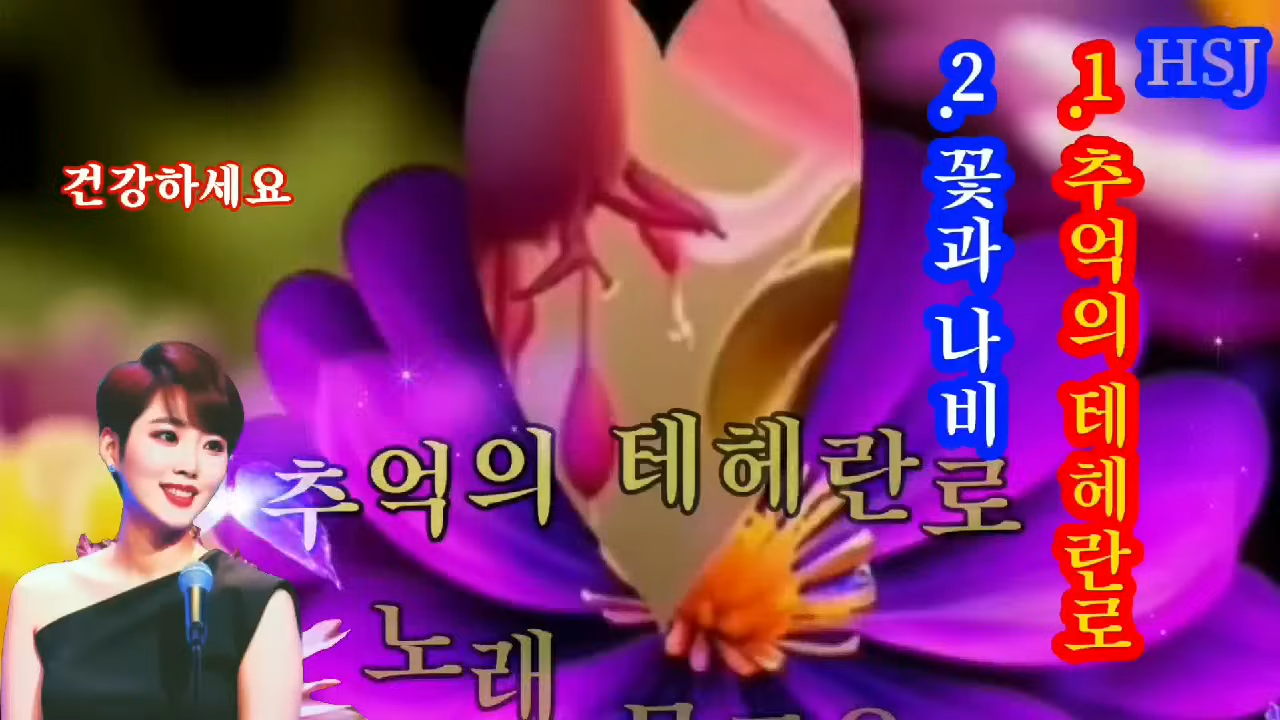 HSJ
1. 추억의 테헤란로
2. 꽃과 나비
건강하세요
추억의 테헤란로
노래